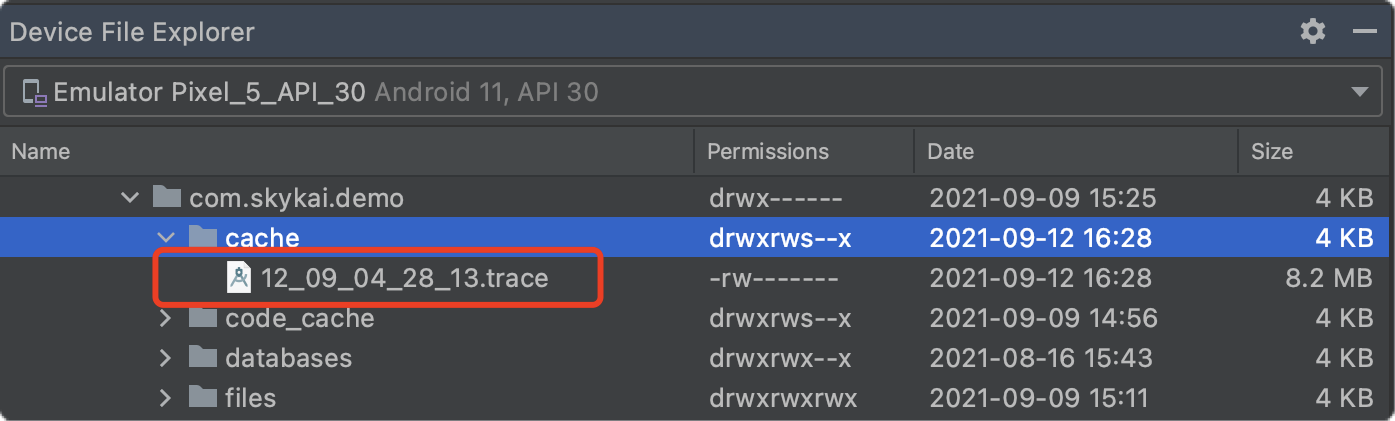 Device File Explorer
Emulator Pixel_5_API_30 Android 11, API 30
Name Permissions Date Size
com.skykai.demo drwx------ 2021-09-09 15:25 4 KB
cache drwxrws--x 2021-09-12 16:28 4 KB
12_09_04_28_13.trace -rw------- 2021-09-12 16:28 8.2 MB
code_cache drwxrws--x 2021-09-09 14:56 4 KB
databases drwxrwx--x 2021-08-16 15:43 4 KB
files drwxrwxrwx 2021-09-09 15:11 4 KB